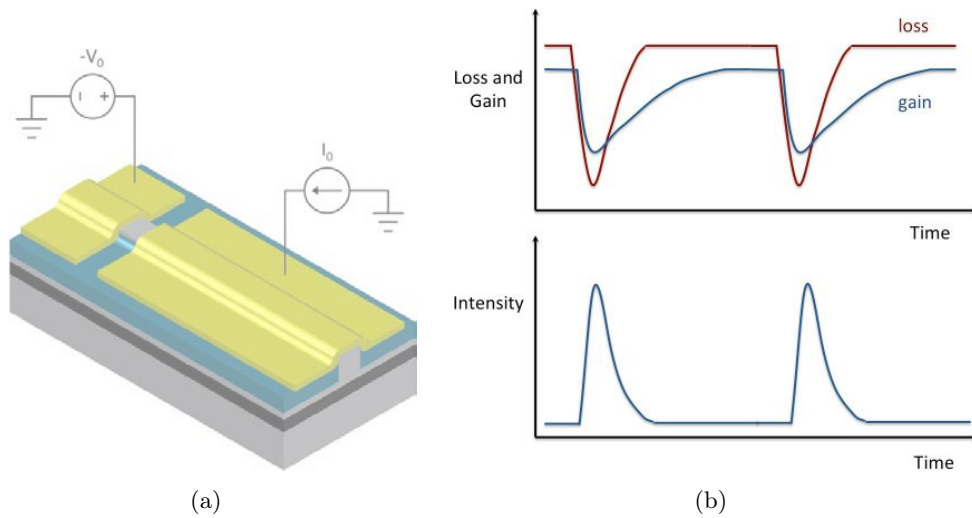 -V₀
I₀
(a)
loss
Loss and
Gain
gain
Time
Intensity
Time
(b)